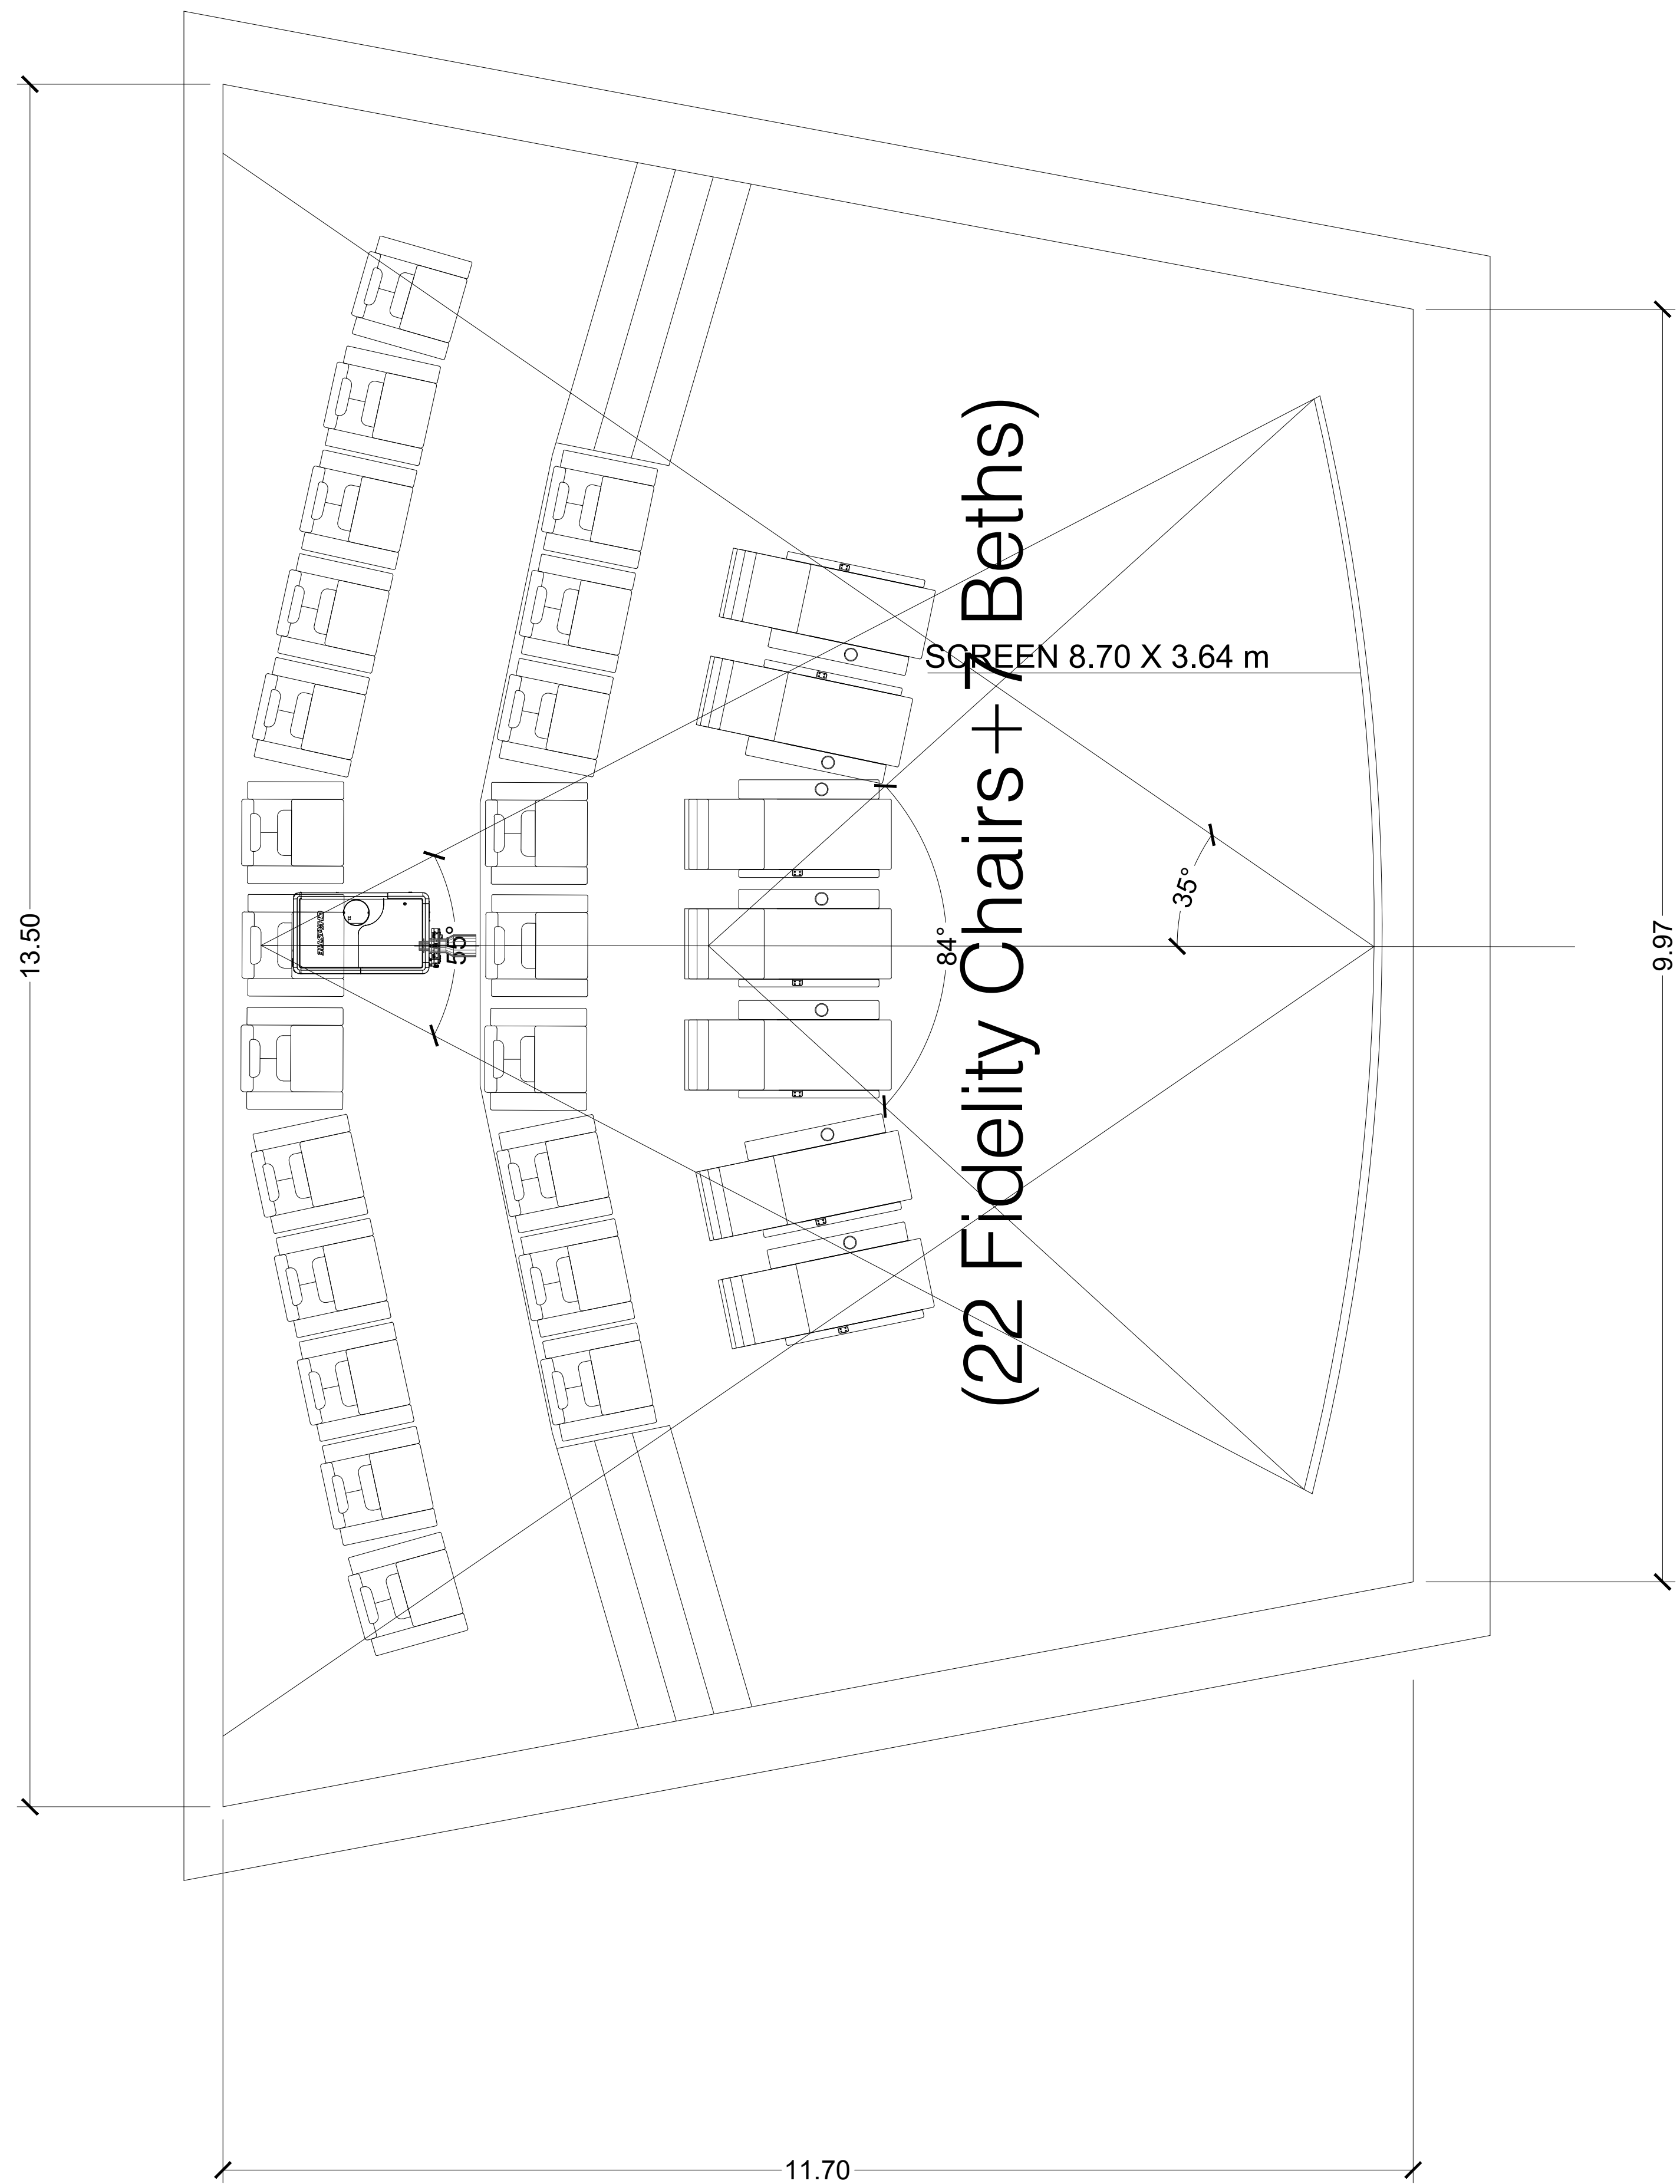 13.50
SCREEN 8.70 X 3.64 m
(22 Fidelity Chairs+7 Beths)
35°
55°
84°
9.97
CHRISTIE
11.70